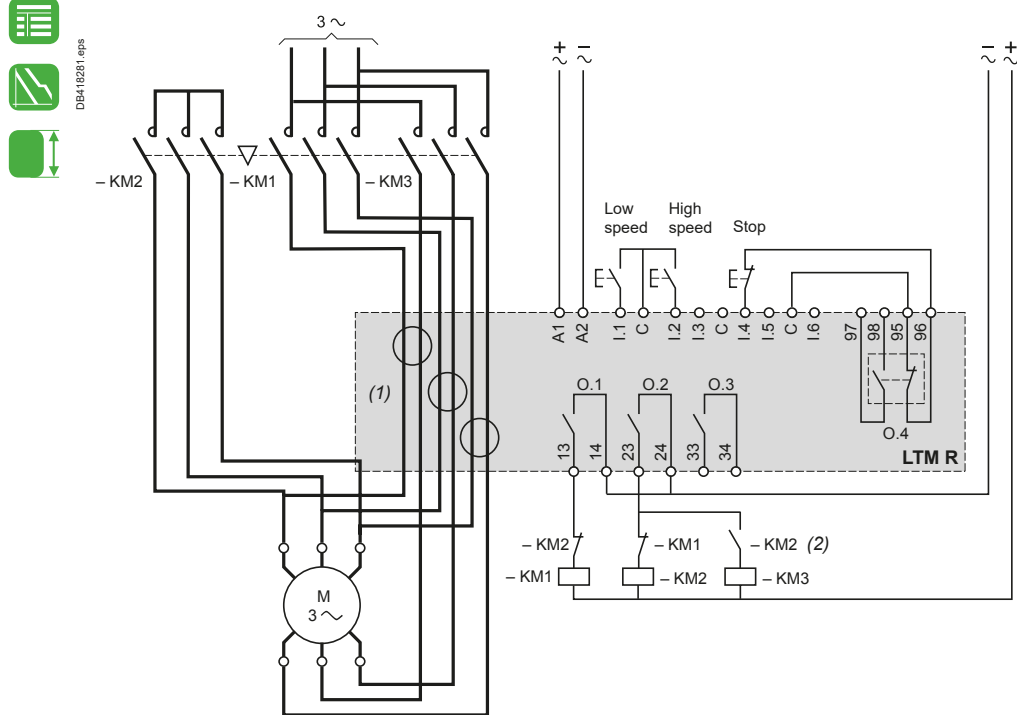 DB418281.eps
3 ∼
+ −
− +
– KM2
– KM1
– KM3
Low speed
High speed
Stop
A1 A2 I.1 C I.2 I.3 C I.4 I.5 C I.6 97 98 95 96
(1)
O.1
O.2
O.3
O.4
13 14 23 24 33 34
LTM R
– KM2
– KM1
– KM2 (2)
– KM1
– KM2
– KM3
M
3 ∼